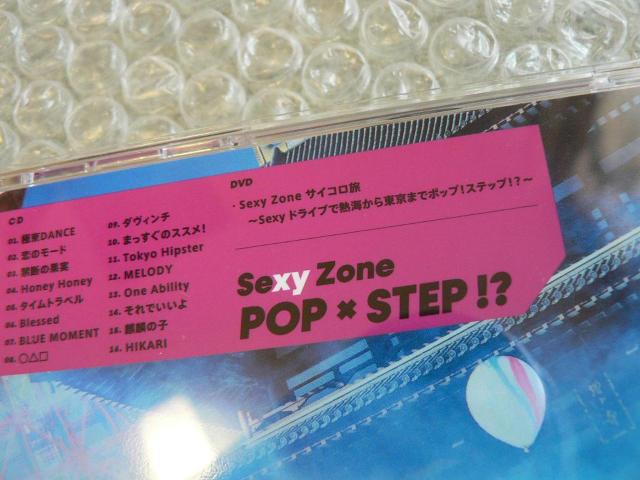 CD
01. 極東DANCE
02. 恋のモード
03. 禁断の果実
04. Honey Honey
05. タイムトラベル
06. Blessed
07. BLUE MOMENT
08. ○△□
09. ダヴィンチ
10. まっすぐのススメ!
11. Tokyo Hipster
12. MELODY
13. One Ability
14. それでいいよ
15. 麒麟の子
16. HIKARI
DVD
・Sexy Zone サイコロ旅
～Sexy ドライブで熱海から東京までポップ!ステップ!?～
Sexy Zone
POP × STEP !?